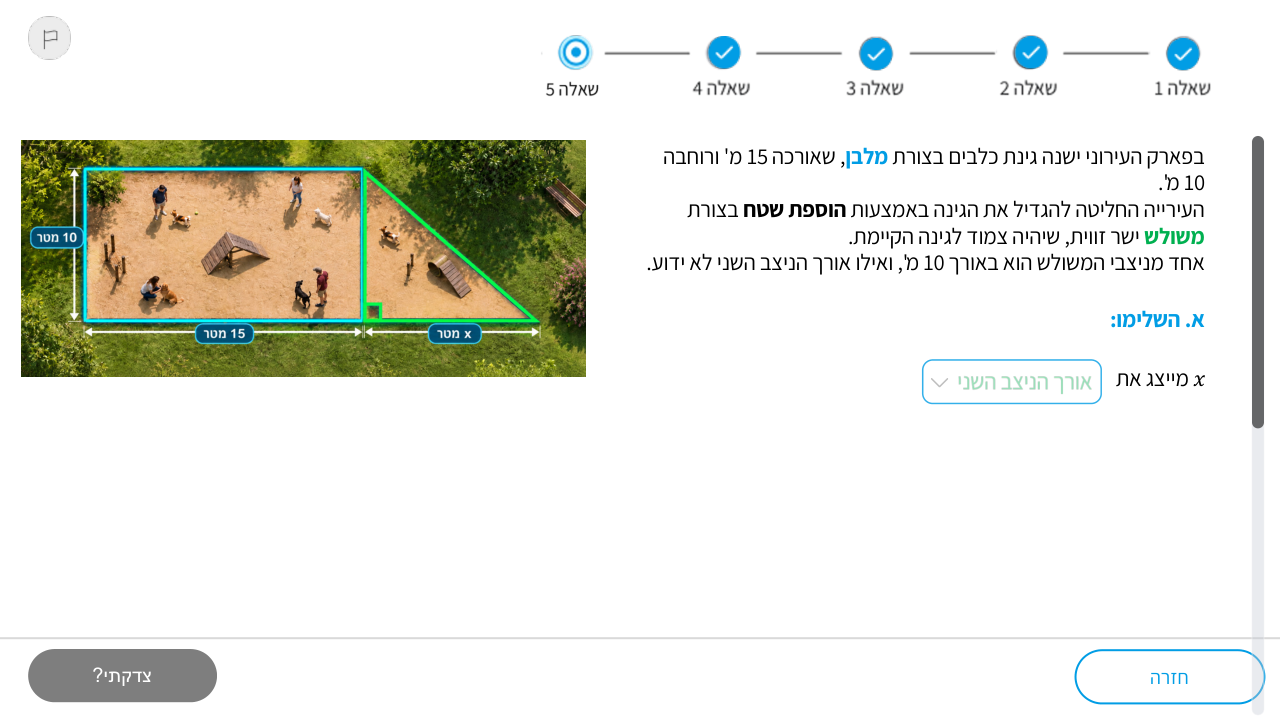 שאלה 1
שאלה 2
שאלה 3
שאלה 4
שאלה 5
בפארק העירוני ישנה גינת כלבים בצורת מלבן, שאורכה 15 מ' ורוחבה
10 מ'.
העירייה החליטה להגדיל את הגינה באמצעות הוספת שטח בצורת
משולש ישר זווית, שיהיה צמוד לגינה הקיימת.
אחד מניצבי המשולש הוא באורך 10 מ', ואילו אורך הניצב השני לא ידוע.
א. השלימו:
x מייצג את אורך הניצב השני
10 מטר
15 מטר
x מטר
חזרה
צדקתי?